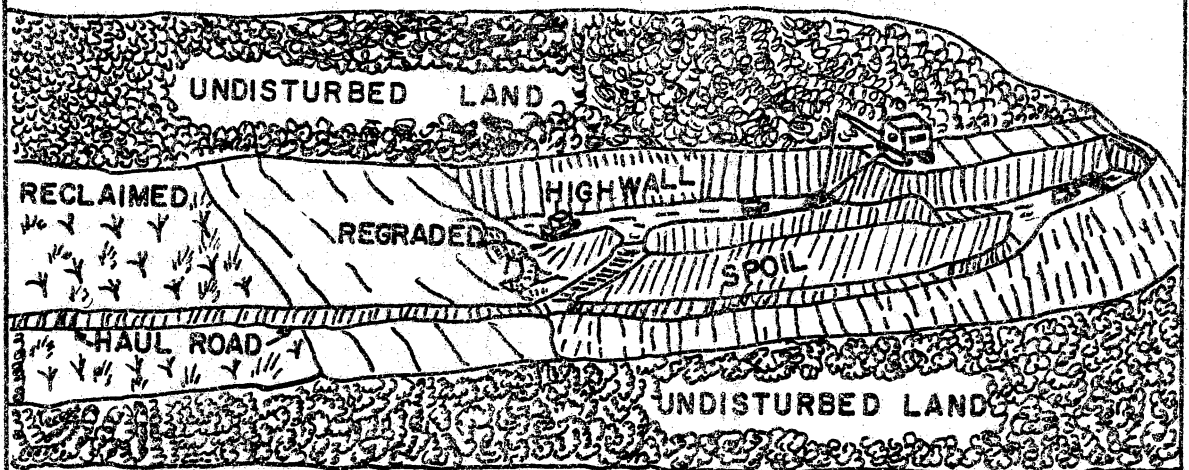 UNDISTURBED LAND
HIGHWALL
RECLAIMED
REGRADED
SPOIL
HAUL ROAD
UNDISTURBED LAND